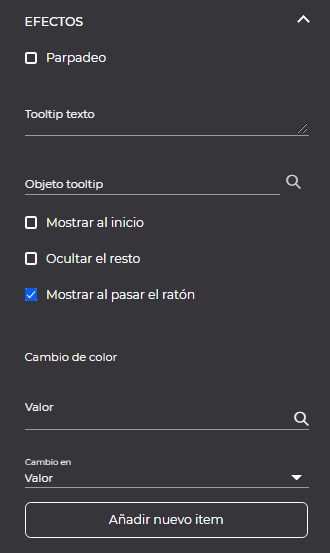 EFECTOS
Parpadeo
Tooltip texto
Objeto tooltip
Mostrar al inicio
Ocultar el resto
Mostrar al pasar el ratón
Cambio de color
Valor
Cambio en
Valor
Añadir nuevo item